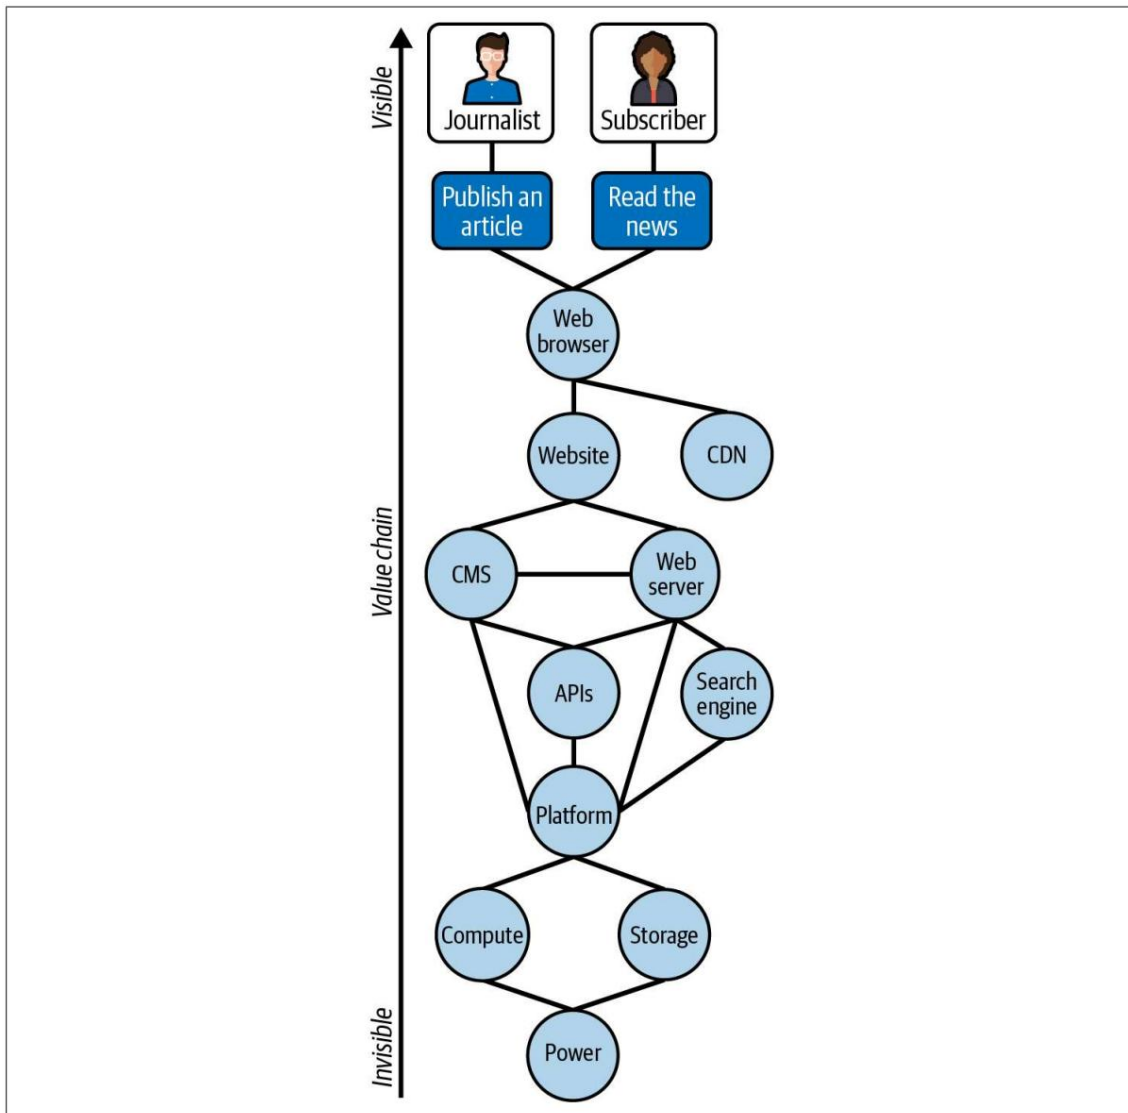 Visible
Value chain
Invisible
Journalist
Subscriber
Publish an
article
Read the
news
Web
browser
Website
CDN
CMS
Web
server
APIs
Search
engine
Platform
Compute
Storage
Power